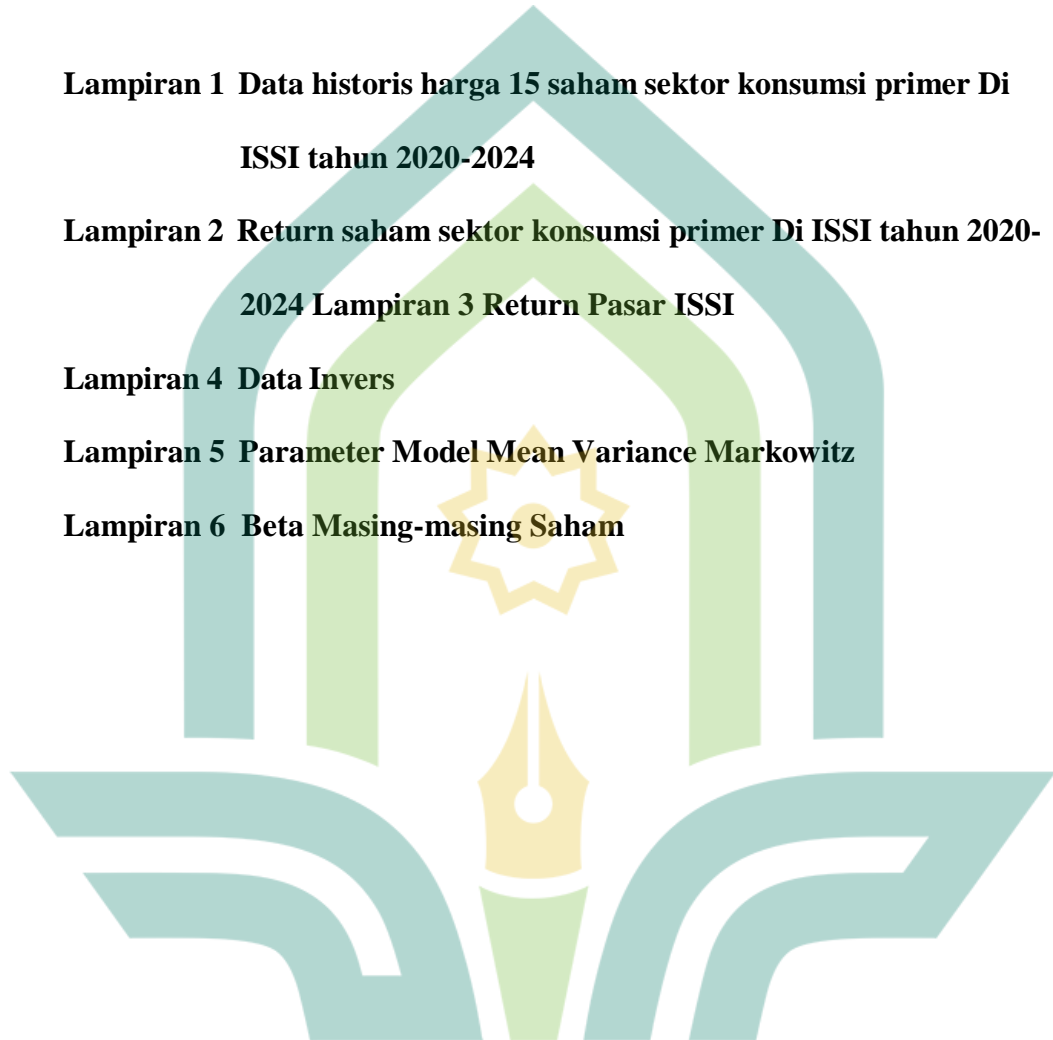 Lampiran 1 Data historis harga 15 saham sektor konsumsi primer Di
ISSI tahun 2020-2024
Lampiran 2 Return saham sektor konsumsi primer Di ISSI tahun 2020-
2024 Lampiran 3 Return Pasar ISSI
Lampiran 4 Data Invers
Lampiran 5 Parameter Model Mean Variance Markowitz
Lampiran 6 Beta Masing-masing Saham